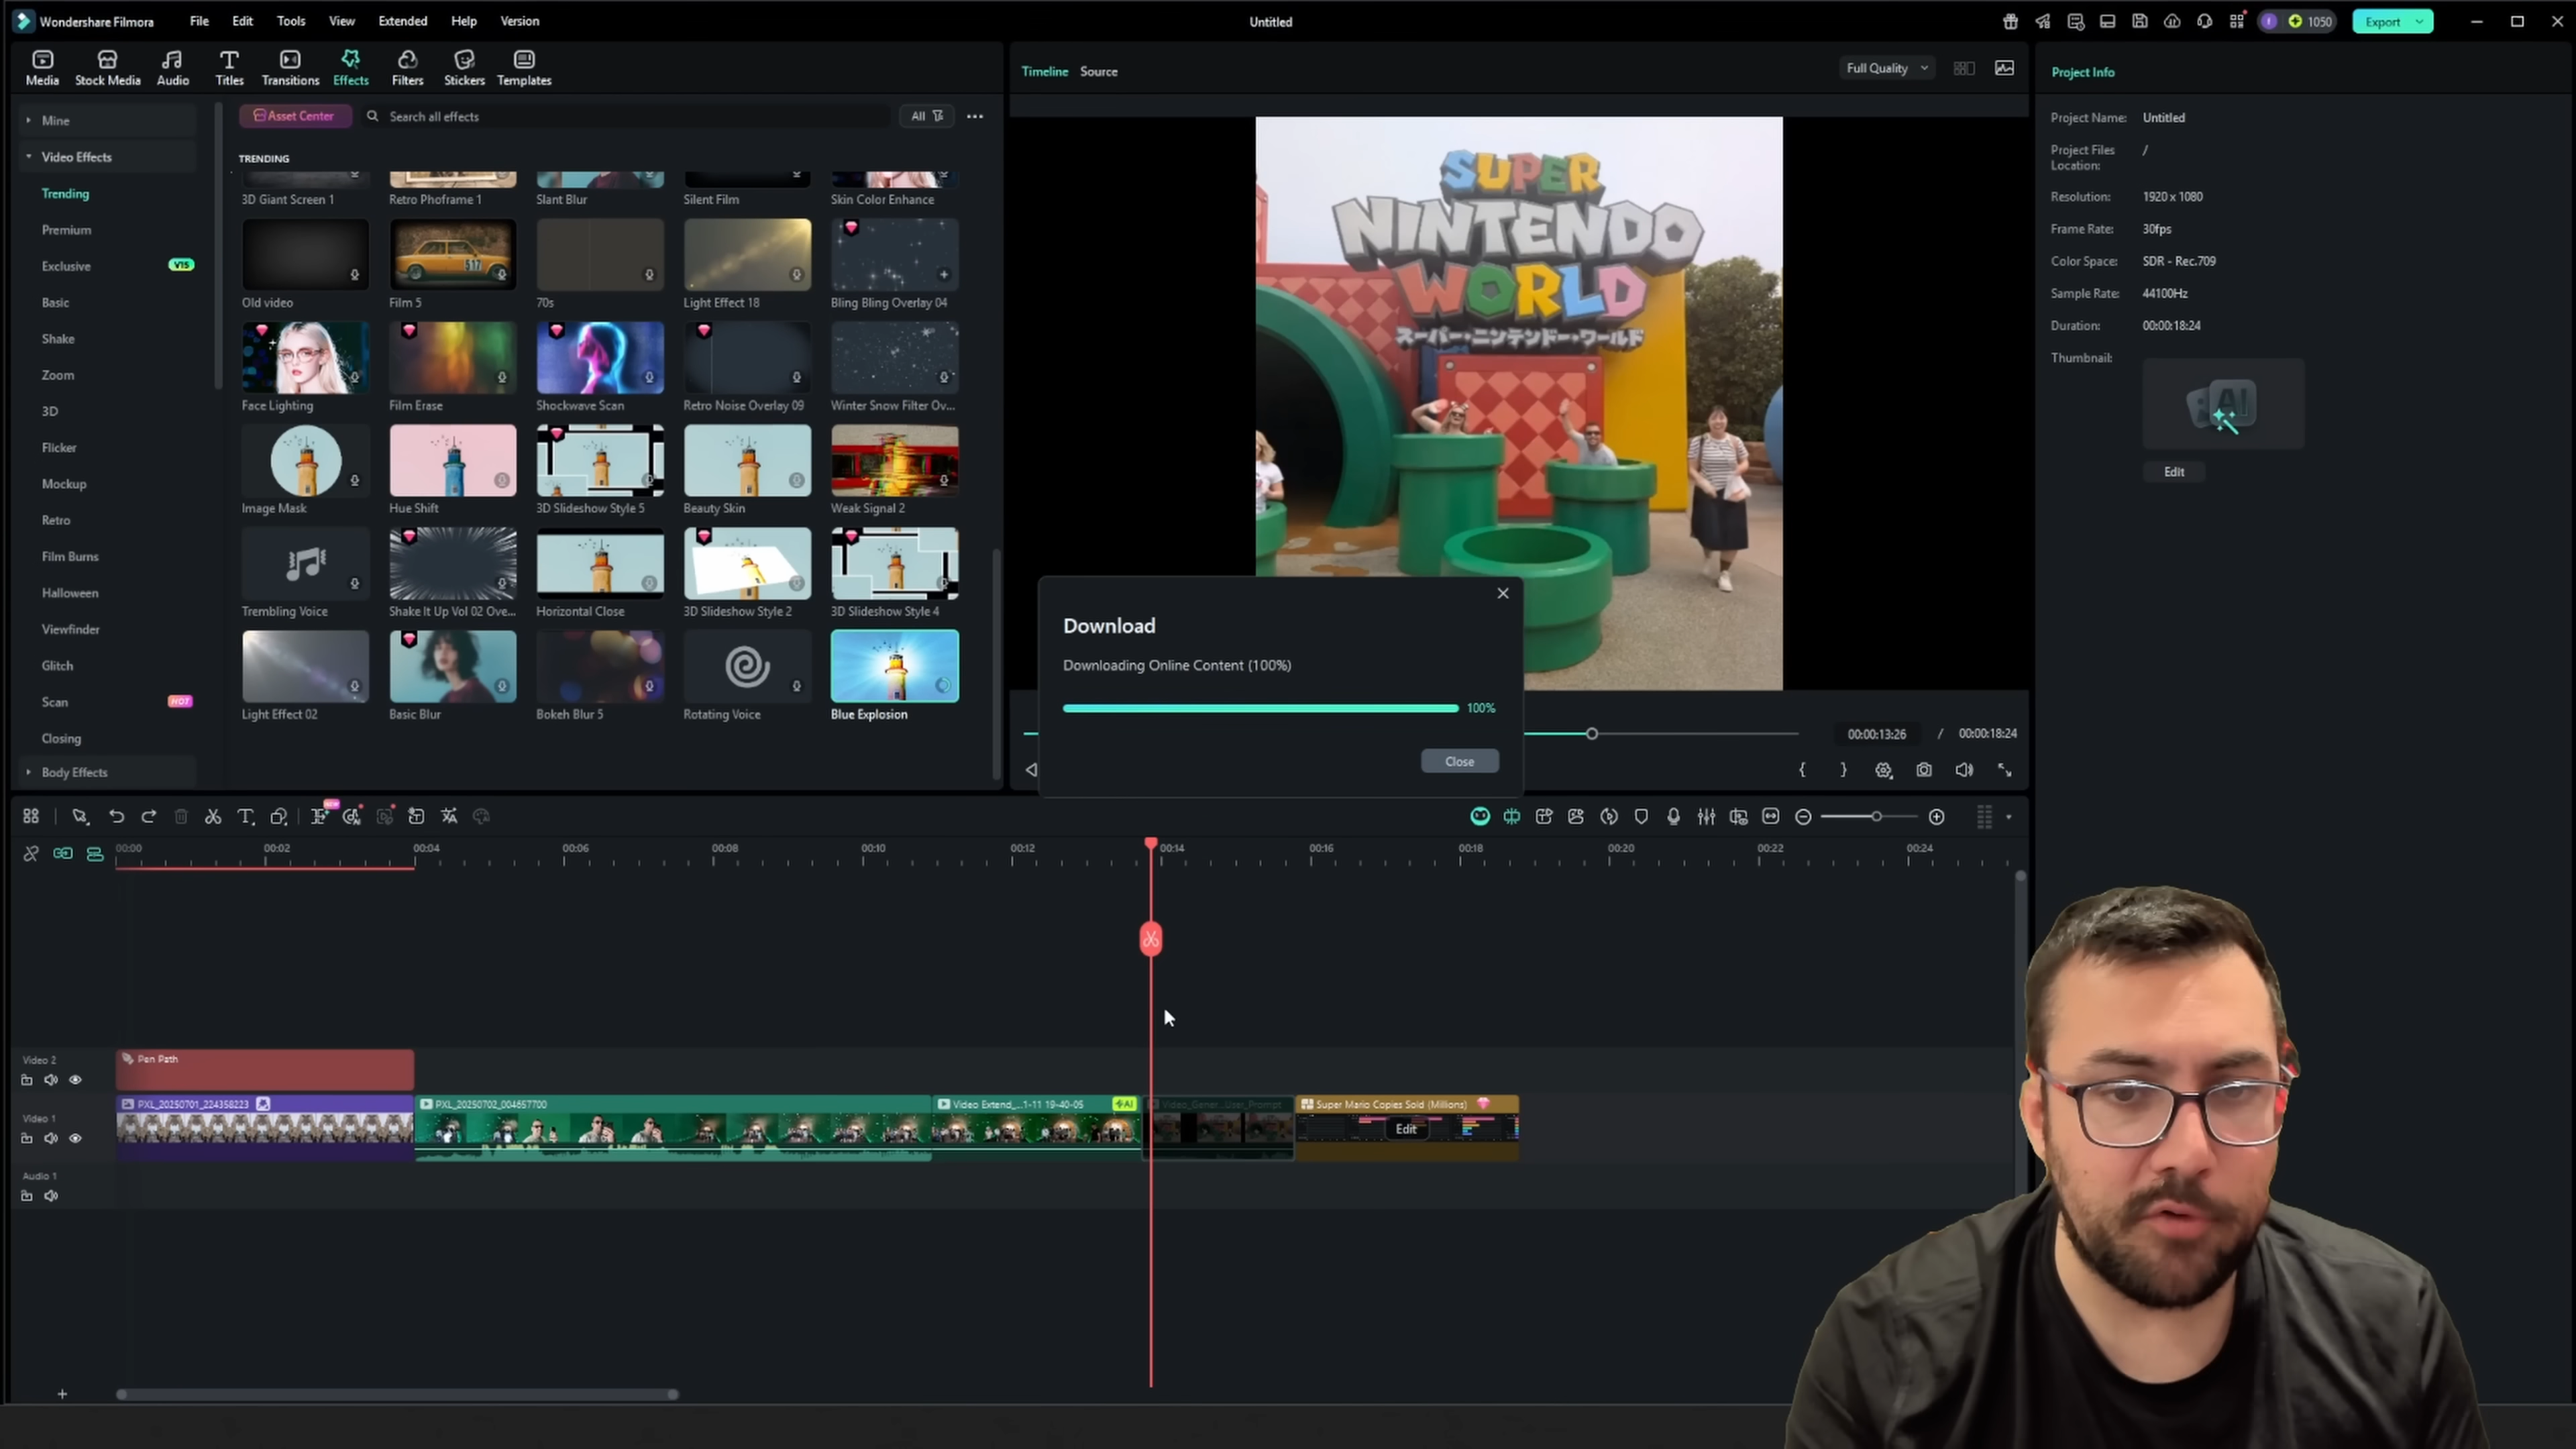 Wondershare Filmora File Edit Tools View Extended Help Version Untitled 1050 Export
Media Stock Media Audio Titles Transitions Effects Filters Stickers Templates
Mine
Video Effects
Trending
Premium
Exclusive V15
Basic
Shake
Zoom
3D
Flicker
Mockup
Retro
Film Burns
Halloween
Viewfinder
Glitch
Scan HOT
Closing
Body Effects
Asset Center Search all effects All
TRENDING
3D Giant Screen 1 Retro Phoframe 1 Slant Blur Silent Film Skin Color Enhance
517
Old video Film 5 70s Light Effect 18 Bling Bling Overlay 04
Face Lighting Film Erase Shockwave Scan Retro Noise Overlay 09 Winter Snow Filter Ov...
Image Mask Hue Shift 3D Slideshow Style 5 Beauty Skin Weak Signal 2
Trembling Voice Shake It Up Vol 02 Ove... Horizontal Close 3D Slideshow Style 2 3D Slideshow Style 4
Light Effect 02 Basic Blur Bokeh Blur 5 Rotating Voice Blue Explosion
Timeline Source Full Quality
SUPER
NINTENDO
WORLD
スーパー・ニンテンドー・ワールド
Download
Downloading Online Content (100%)
100%
Close
00:00:13:26 / 00:00:18:24
Project Info
Project Name: Untitled
Project Files
Location: /
Resolution: 1920 x 1080
Frame Rate: 30fps
Color Space: SDR - Rec.709
Sample Rate: 44100Hz
Duration: 00:00:18:24
Thumbnail:
AI
Edit
NEW
00:00 00:02 00:04 00:06 00:08 00:10 00:12 00:14 00:16 00:18 00:20 00:22 00:24
Video 2
Pen Path
Video 1
PXL_20250701_224358223 PXL_20250702_004657700 Video Extend_...1-11 19-40-05 AI Video_Gener...User_Prompt Super Mario Copies Sold (Millions)
Edit
Audio 1